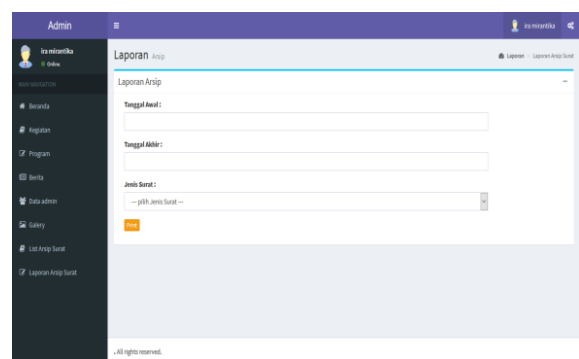 Admin
ira mirantika
ira mirantika
Online
Laporan Arsip
Laporan > Laporan Arsip Surat
MAIN NAVIGATION
Laporan Arsip
Beranda
Kegiatan
Program
Berita
Data admin
Galery
List Arsip Surat
Laporan Arsip Surat
Tanggal Awal :
Tanggal Akhir :
Jenis Surat :
--- pilih Jenis Surat ---
Print
. All rights reserved.